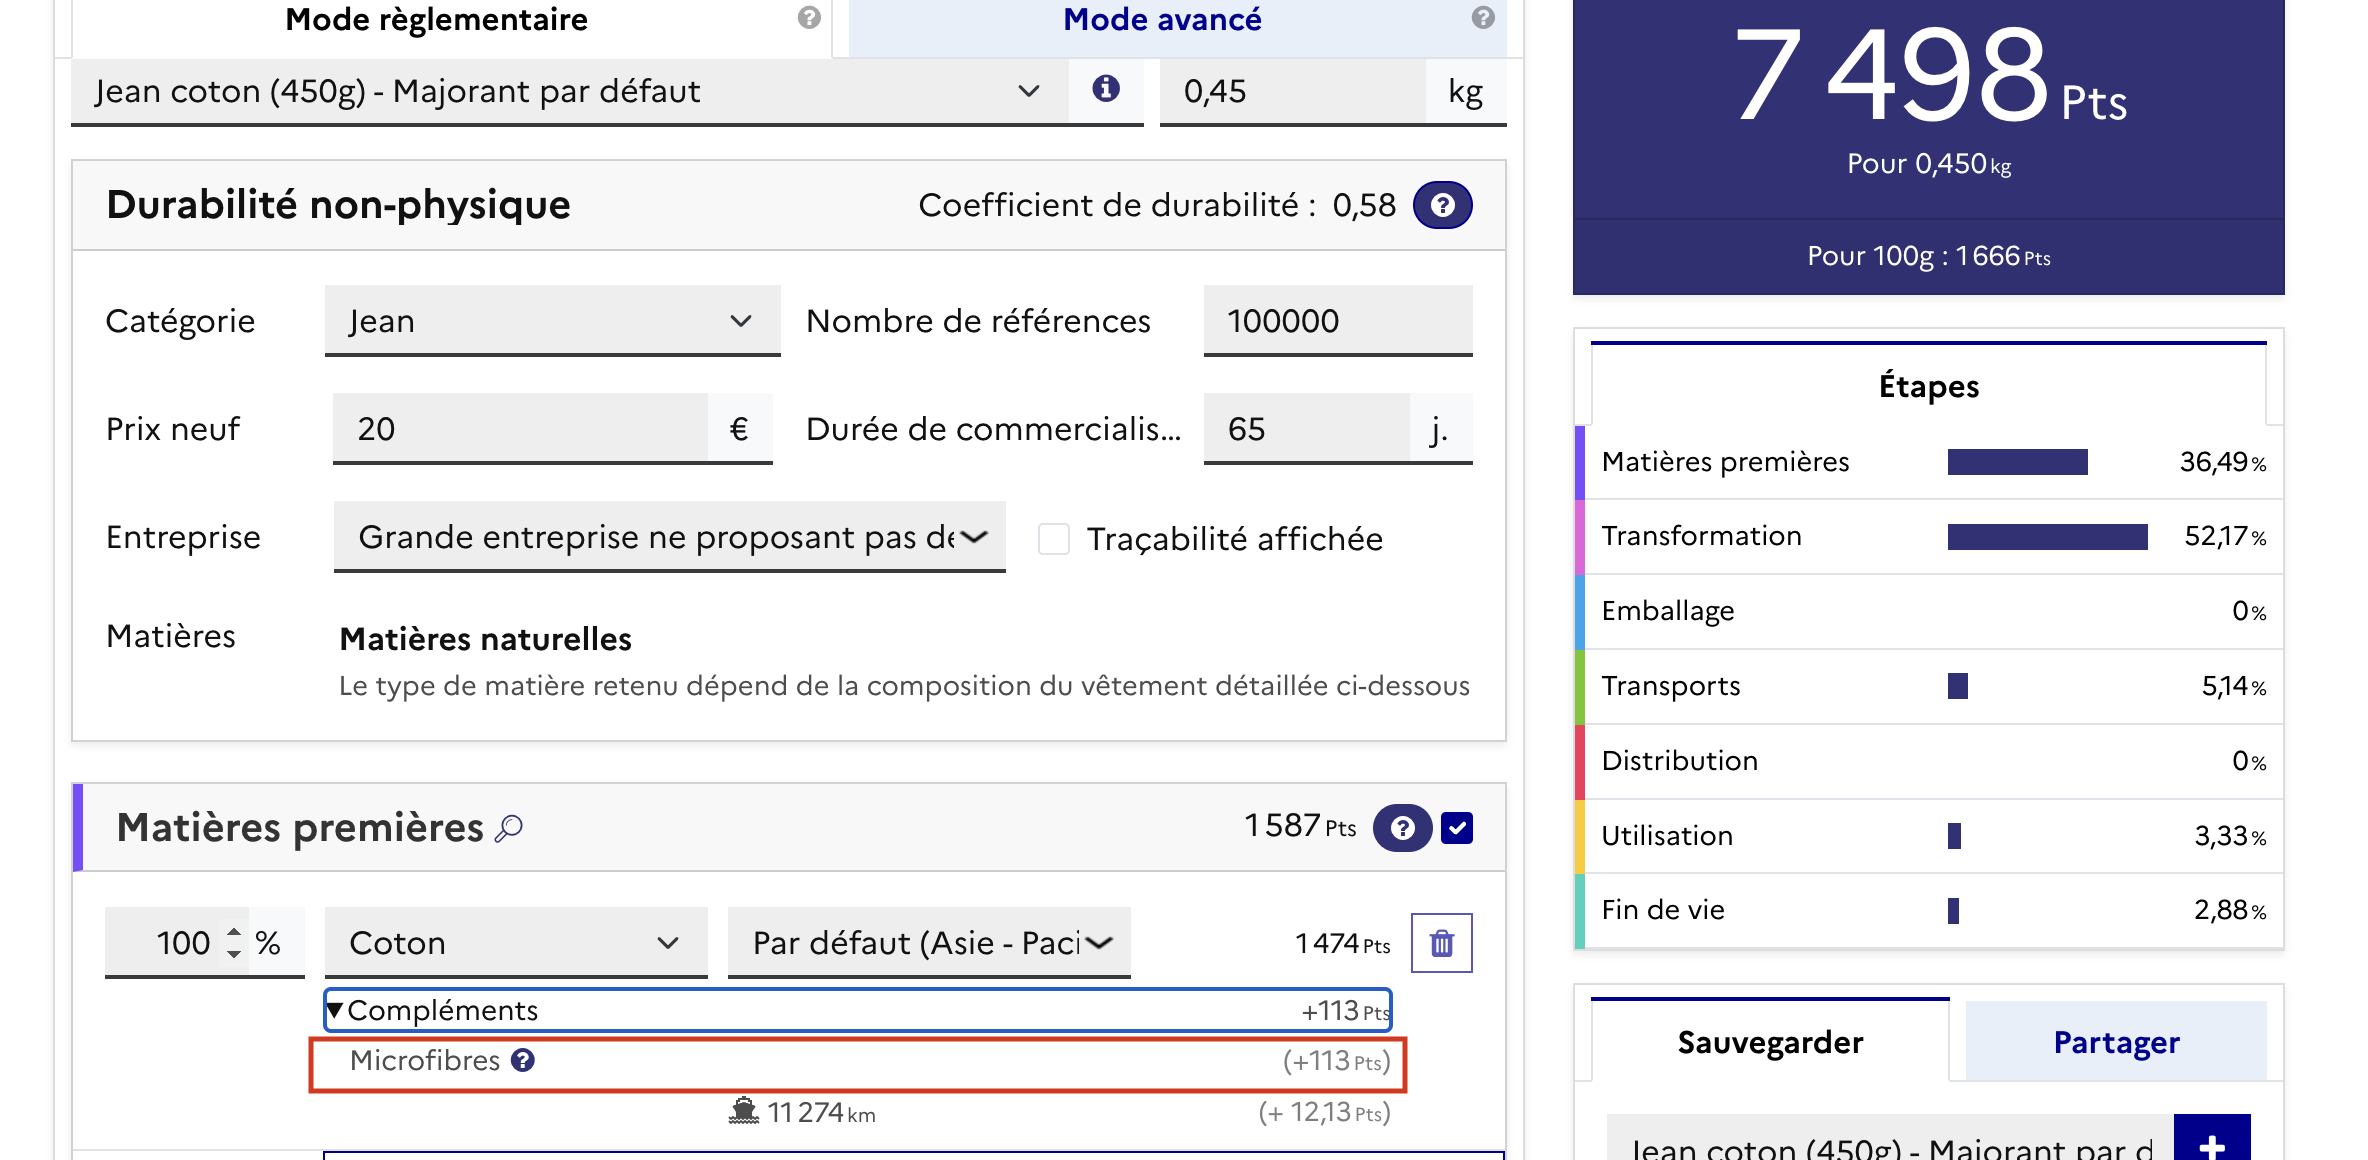 Mode règlementaire
Mode avancé
Jean coton (450g) - Majorant par défaut
0,45 kg
Durabilité non-physique
Coefficient de durabilité : 0,58
Catégorie
Jean
Nombre de références
100000
Prix neuf
20 €
Durée de commercialis...
65 j.
Entreprise
Grande entreprise ne proposant pas de
Traçabilité affichée
Matières
Matières naturelles
Le type de matière retenu dépend de la composition du vêtement détaillée ci-dessous
Matières premières
1 587 Pts
100 %
Coton
Par défaut (Asie - Paci
1 474 Pts
Compléments
+113 Pts
Microfibres
(+113 Pts)
11 274 km
(+ 12,13 Pts)
7 498 Pts
Pour 0,450 kg
Pour 100g : 1 666 Pts
Étapes
Matières premières 36,49 %
Transformation 52,17 %
Emballage 0 %
Transports 5,14 %
Distribution 0 %
Utilisation 3,33 %
Fin de vie 2,88 %
Sauvegarder
Partager
Jean coton (450g) - Majorant par d